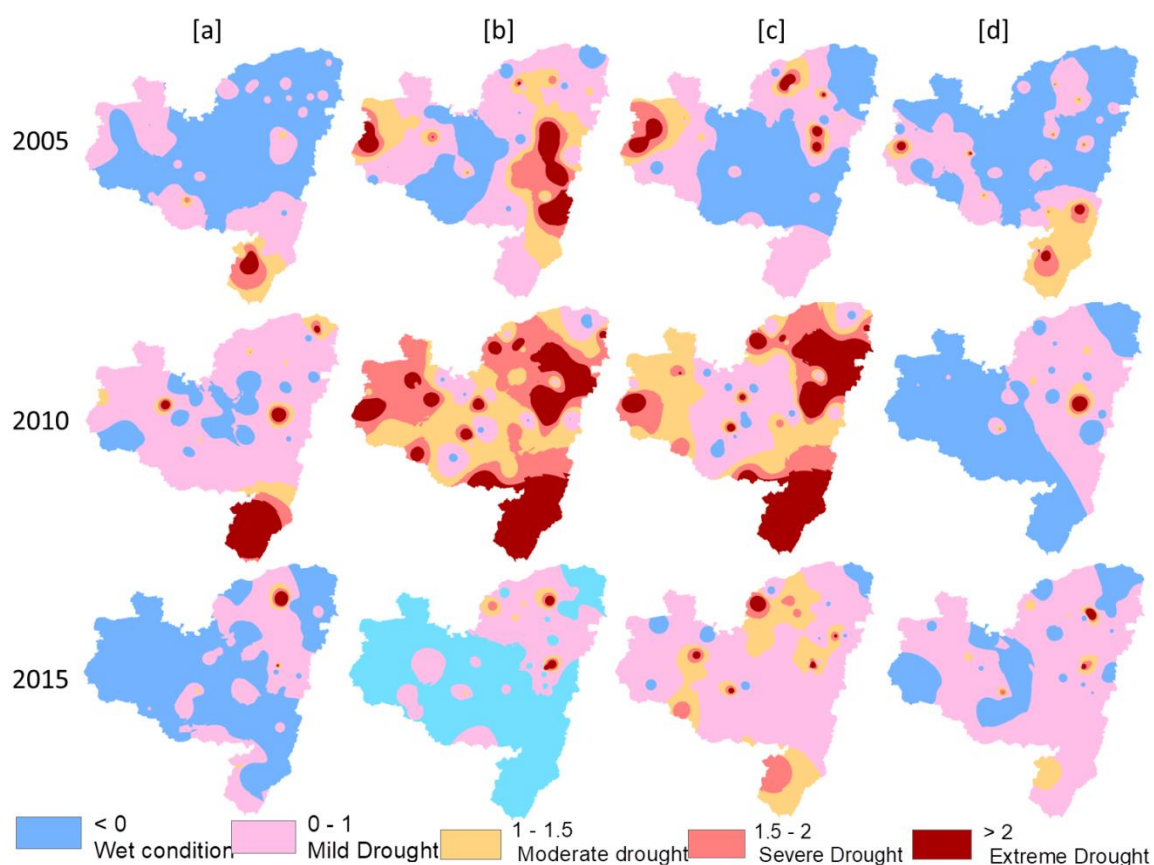 [a] [b] [c] [d]
2005
2010
2015
< 0 0 - 1 1 - 1.5 1.5 - 2 > 2
Wet condition Mild Drought Moderate drought Severe Drought Extreme Drought